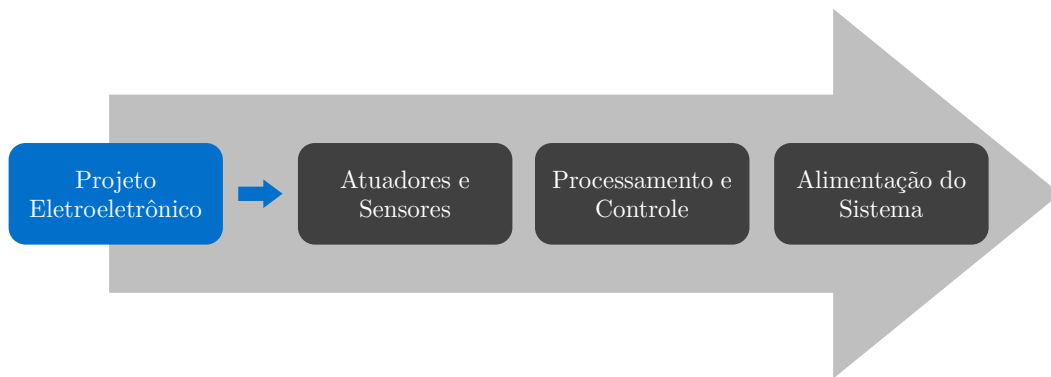 Projeto
Eletroeletrônico
Atuadores e
Sensores
Processamento e
Controle
Alimentação do
Sistema